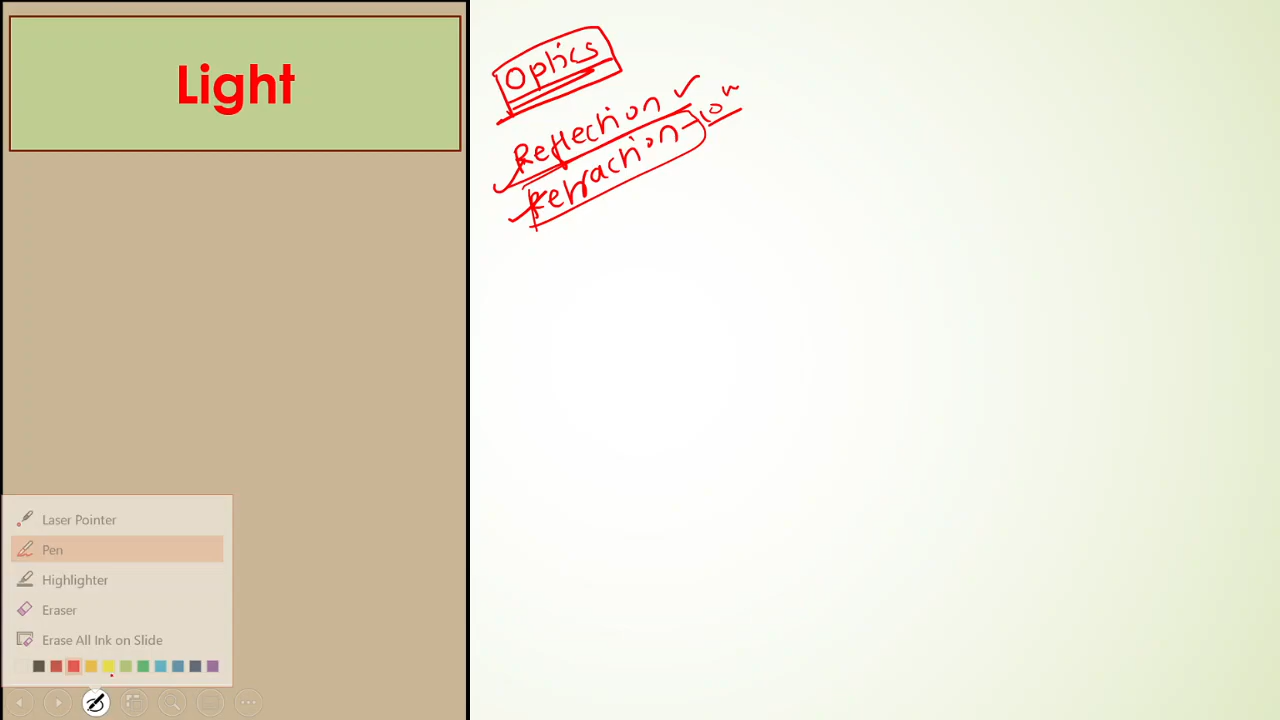 Light
Optics
Reflection
Refraction
Laser Pointer
Pen
Highlighter
Eraser
Erase All Ink on Slide